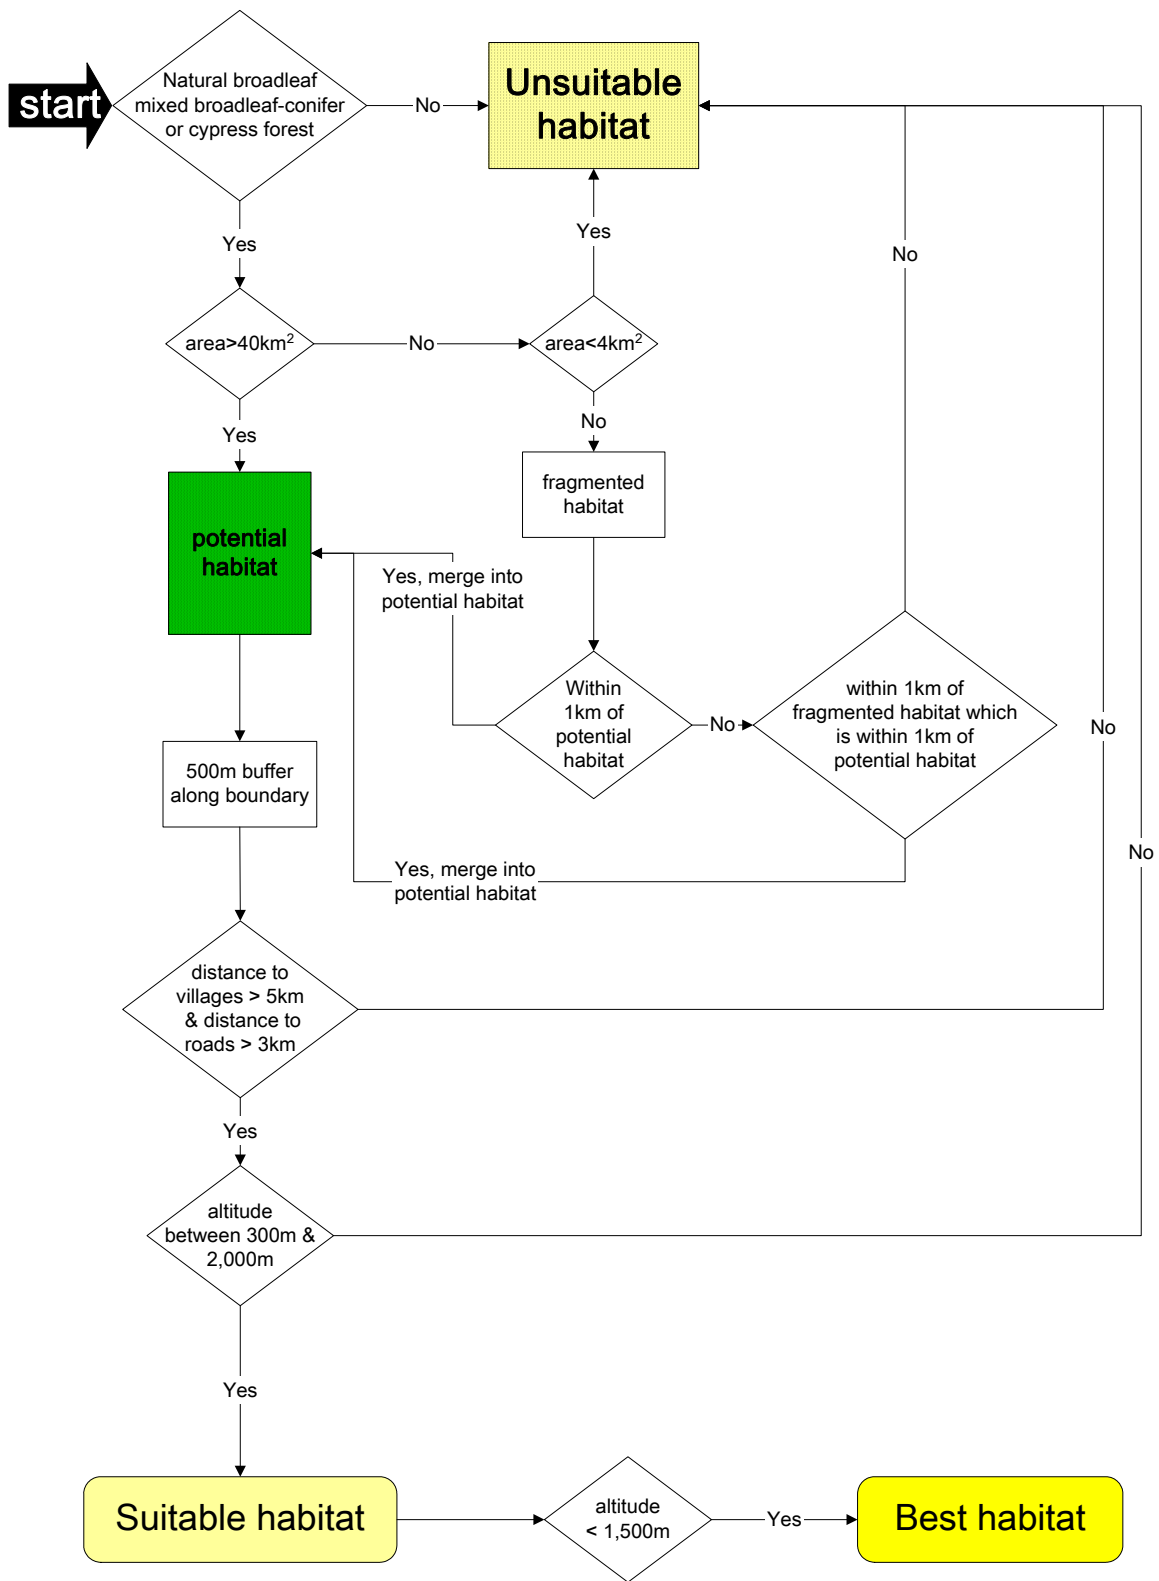 start
Natural broadleaf
mixed broadleaf-conifer
or cypress forest
No
Unsuitable
habitat
Yes
Yes
No
area>40km²
No
area<4km²
Yes
No
potential
habitat
fragmented
habitat
Yes, merge into
potential habitat
Within
1km of
potential
habitat
No
within 1km of
fragmented habitat which
is within 1km of
potential habitat
No
500m buffer
along boundary
Yes, merge into
potential habitat
No
distance to
villages > 5km
& distance to
roads > 3km
Yes
altitude
between 300m &
2,000m
Yes
Suitable habitat
altitude
< 1,500m
Yes
Best habitat